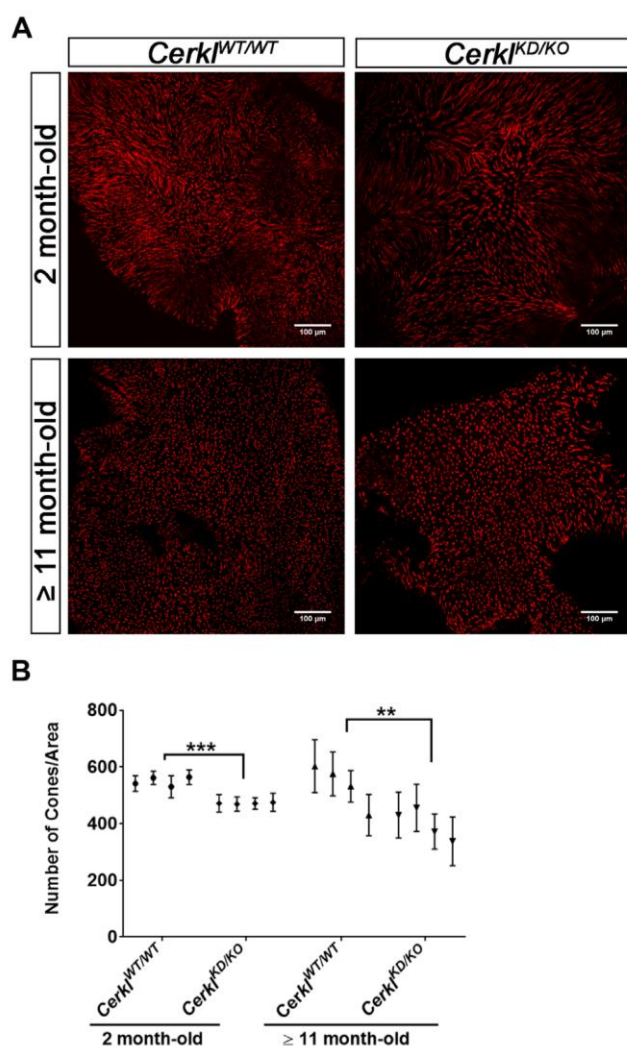 A
Cerkl^WT/WT
Cerkl^KD/KO
2 month-old
100 µm
100 µm
≥ 11 month-old
100 µm
100 µm
B
Number of Cones/Area
800
600
400
200
0
***
**
Cerkl^WT/WT
Cerkl^KD/KO
Cerkl^WT/WT
Cerkl^KD/KO
2 month-old
≥ 11 month-old